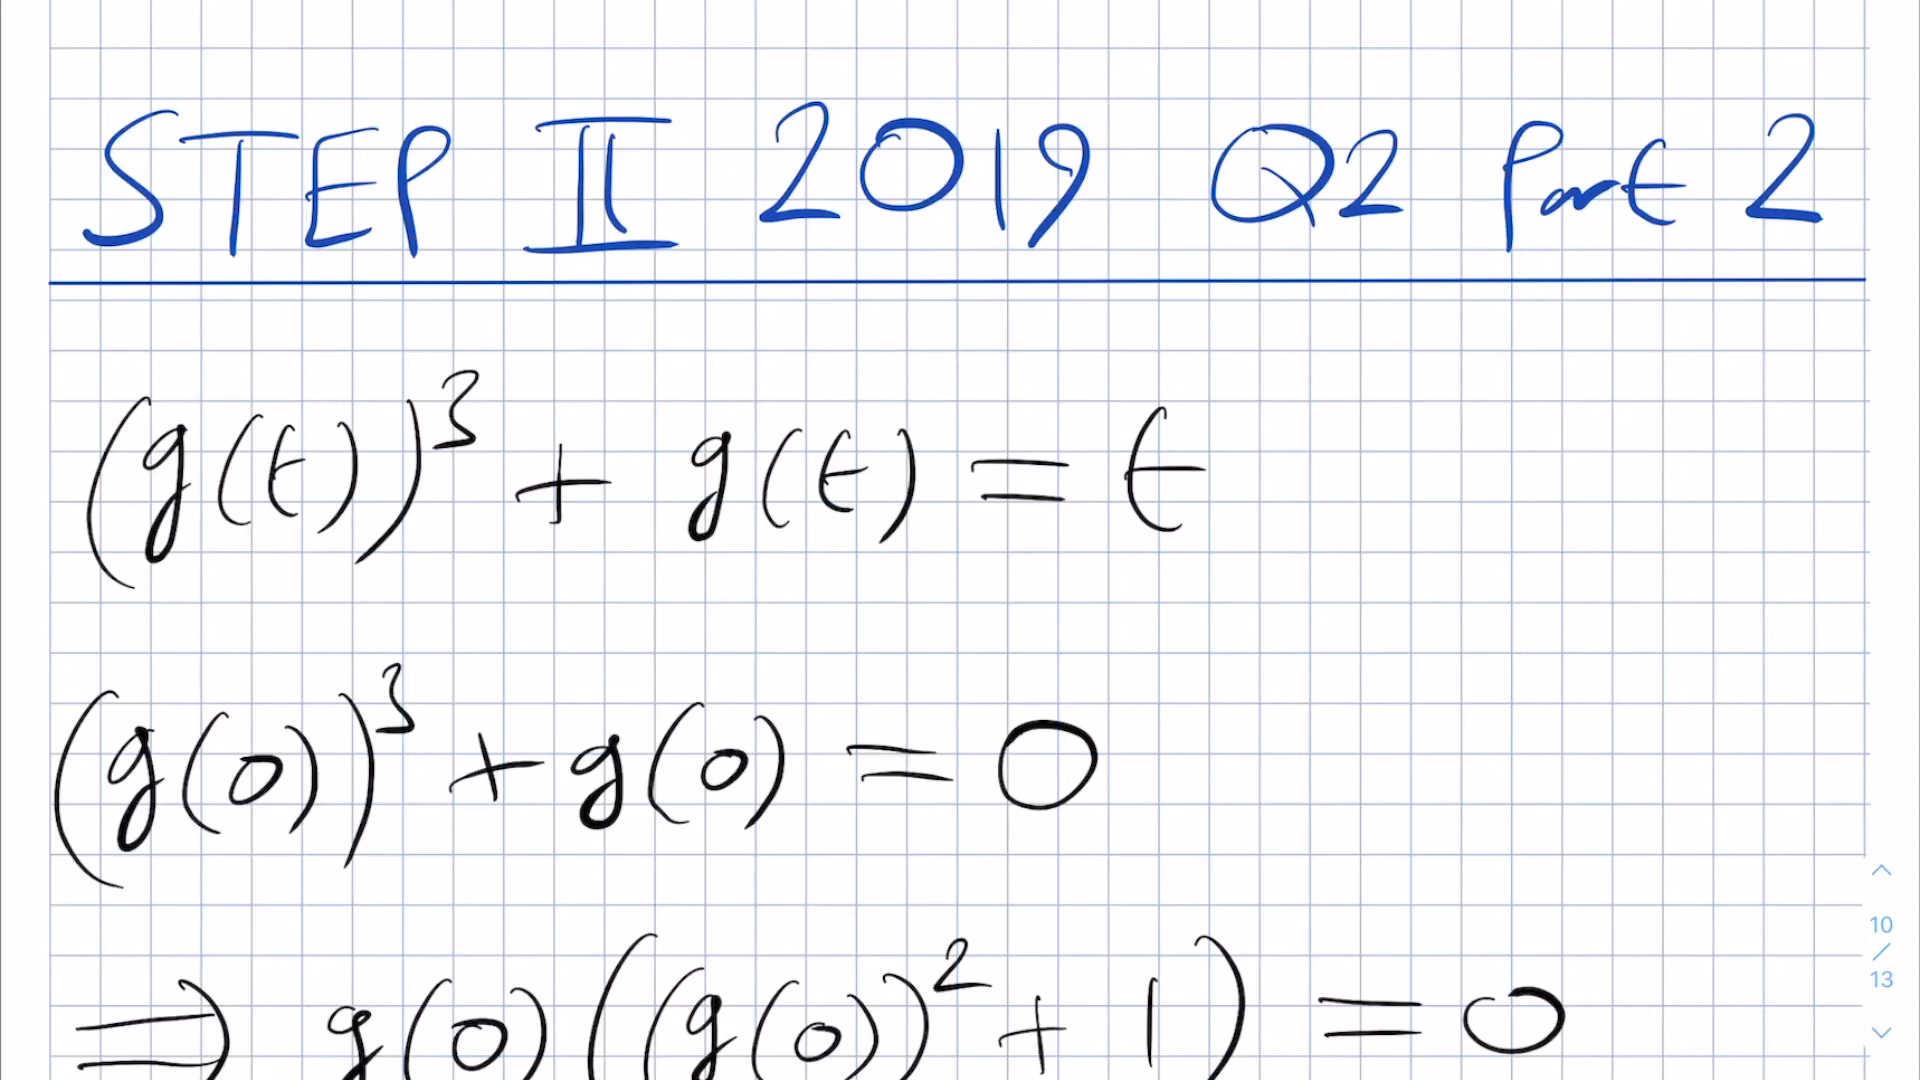 STEP II 2019 Q2 Part 2
(g(t))³ + g(t) = t
(g(0))³ + g(0) = 0
⇒ g(0)((g(0))² + 1) = 0
10
/
13